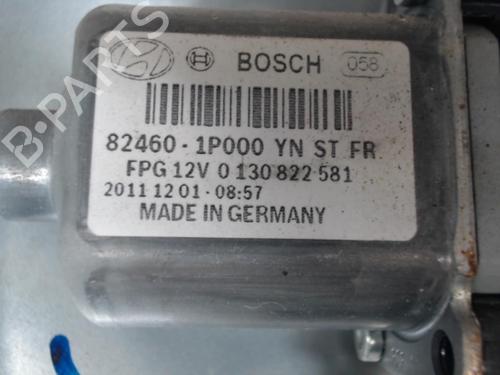 BOSCH 058
82460-1P000 YN ST FR
FPG 12V 0 130 822 581
2011 12 01 - 08:57
MADE IN GERMANY
B-PARTS